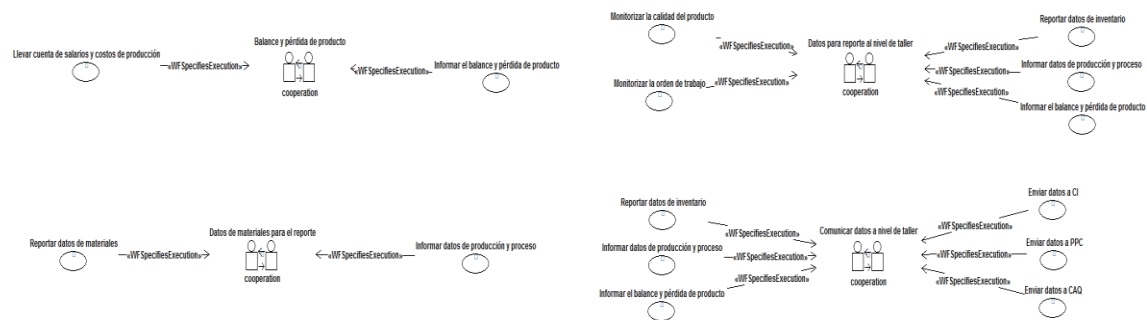 Balance y pérdida de producto
Llevar cuenta de salarios y costos de producción
«WFSpecifiesExecution»
«WFSpecifiesExecution»
Informar el balance y pérdida de producto
cooperation
Monitorizar la calidad del producto
Reportar datos de inventario
«WFSpecifiesExecution»
Datos para reporte al nivel de taller
«WFSpecifiesExecution»
«WFSpecifiesExecution»
Informar datos de producción y proceso
Monitorizar la orden de trabajo
«WFSpecifiesExecution»
cooperation
«WFSpecifiesExecution»
Informar el balance y pérdida de producto
Datos de materiales para el reporte
Reportar datos de materiales
«WFSpecifiesExecution»
«WFSpecifiesExecution»
Informar datos de producción y proceso
cooperation
Reportar datos de inventario
Enviar datos a CI
«WFSpecifiesExecution»
Comunicar datos a nivel de taller
«WFSpecifiesExecution»
Informar datos de producción y proceso
«WFSpecifiesExecution»
«WFSpecifiesExecution»
Enviar datos a PPC
«WFSpecifiesExecution»
cooperation
«WFSpecifiesExecution»
Informar el balance y pérdida de producto
Enviar datos a CAQ